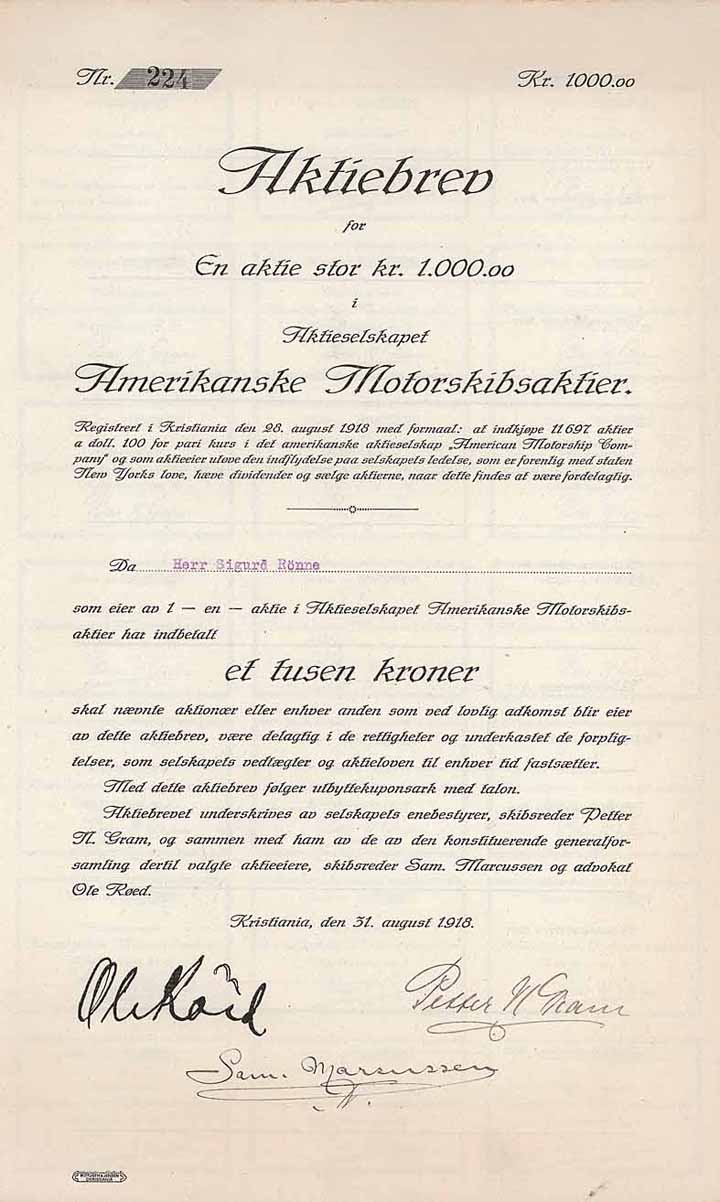 Nr. 224
Kr. 1000.00
Aktiebrev
for
En aktie stor kr. 1.000.00
i
Aktieselskapet
Amerikanske Motorskibsaktier.
Registrert i Kristiania den 28. august 1918 med formaal: at indkjøpe 11697 aktier
a doll. 100 for pari kurs i det amerikanske aktieselskap „American Motorship Com-
pany" og som aktieeier utøve den indflydelse paa selskapets ledelse, som er forenlig med staten
New Yorks love, hæve dividender og sælge aktierne, naar dette findes at være fordelagtig.
Da Herr Sigurd Rönne
som eier av 1 — en — aktie i Aktieselskapet Amerikanske Motorskibs-
aktier har indbetalt
et tusen kroner
skal nævnte aktionær eller enhver anden som ved lovlig adkomst blir eier
av dette aktiebrev, være delagtig i de rettigheter og underkastet de forplig-
telser, som selskapets vedtægter og aktieloven til enhver tid fastsætter.
Med dette aktiebrev følger utbyttekuponsark med talon.
Aktiebrevet underskrives av selskapets enebestyrer, skibsreder Petter
N. Gram, og sammen med ham av de av den konstituerende generalfor-
samling dertil valgte aktieeiere, skibsreder Sam. Marcussen og advokat
Ole Røed.
Kristiania, den 31. august 1918.
Ole Röed
Petter N Gram
Sam. Marcussen